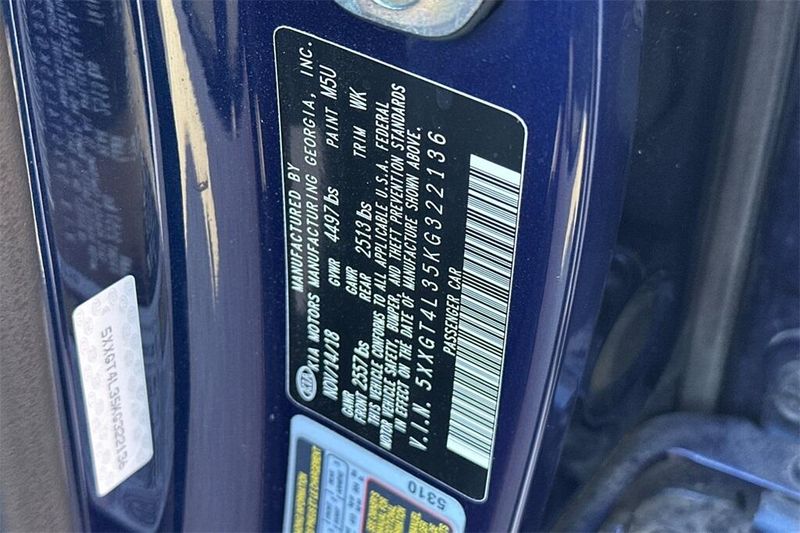 MANUFACTURED BY
KIA MOTORS MANUFACTURING GEORGIA, INC.
NOV/14/18 GVWR 4497lbs PAINT M5U
GAWR GAWR
FRONT 2557lbs REAR 2513lbs TRIM WK
THIS VEHICLE CONFORMS TO ALL APPLICABLE U.S.A. FEDERAL
MOTOR VEHICLE SAFETY, BUMPER, AND THEFT PREVENTION STANDARDS
IN EFFECT ON THE DATE OF MANUFACTURE SHOWN ABOVE.
V.I.N. 5XXGT4L35KG322136
PASSENGER CAR
5XXGT4L35KG322136
5310